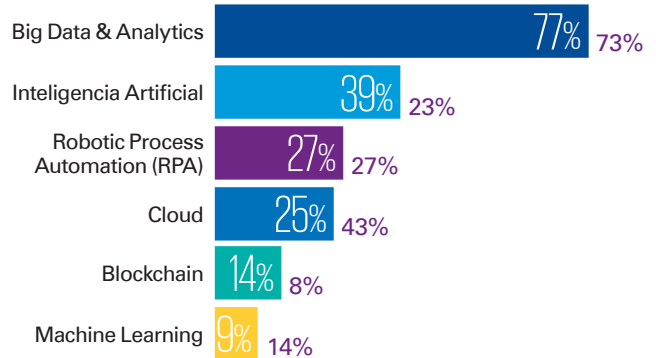 Big Data & Analytics 77% 73%
Inteligencia Artificial 39% 23%
Robotic Process
Automation (RPA) 27% 27%
Cloud 25% 43%
Blockchain 14% 8%
Machine Learning 9% 14%